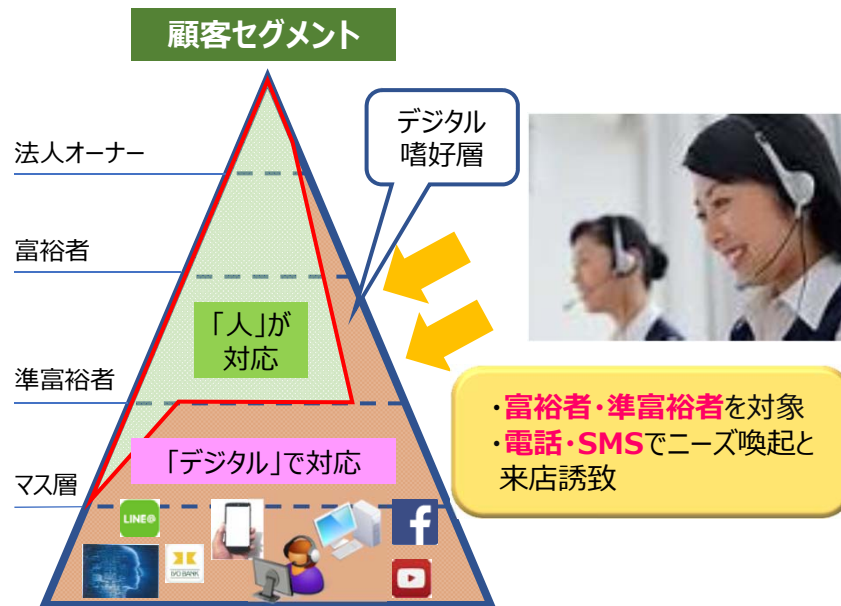 顧客セグメント
デジタル
嗜好層
法人オーナー
富裕者
「人」が
対応
準富裕者
・富裕者・準富裕者を対象
・電話・SMSでニーズ喚起と
来店誘致
「デジタル」で対応
マス層
LINE@
f
IYO BANK